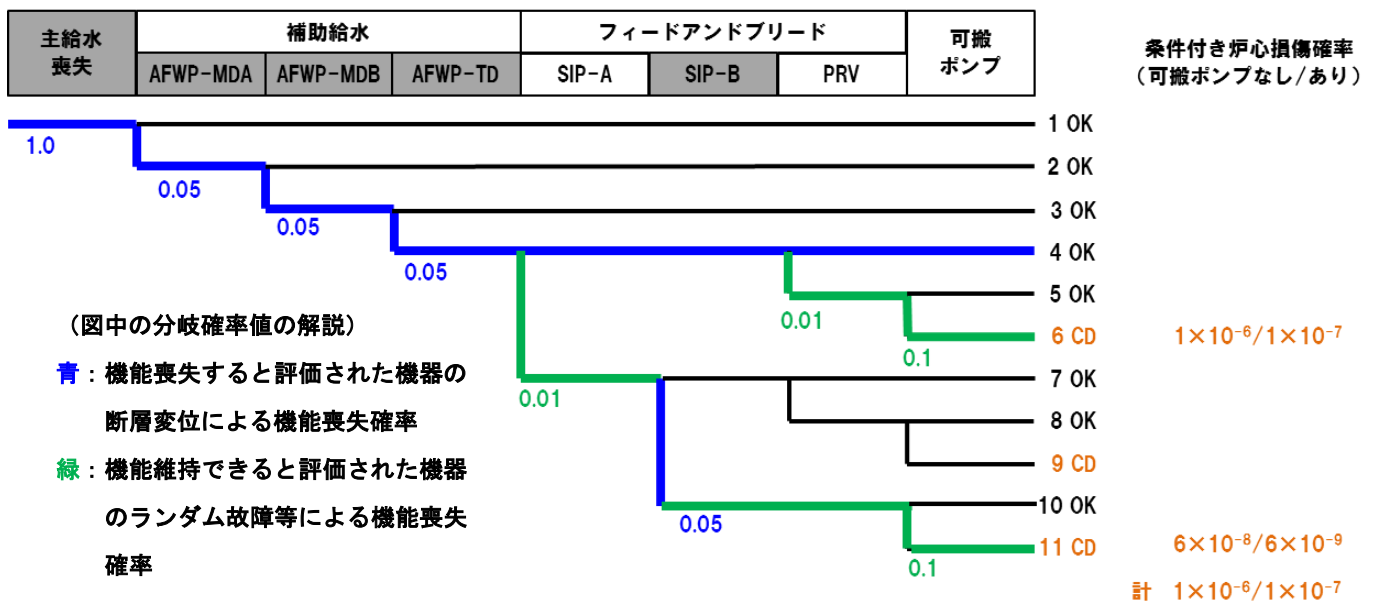 主給水
喪失
補助給水
フィードアンドブリード
可搬
ポンプ
AFWP-MDA
AFWP-MDB
AFWP-TD
SIP-A
SIP-B
PRV
条件付き炉心損傷確率
(可搬ポンプなし/あり)
1.0
1 OK
0.05
2 OK
0.05
3 OK
0.05
4 OK
0.01
5 OK
0.1
6 CD
1×10⁻⁶/1×10⁻⁷
0.01
7 OK
8 OK
9 CD
0.05
10 OK
0.1
11 CD
6×10⁻⁸/6×10⁻⁹
計 1×10⁻⁶/1×10⁻⁷
(図中の分岐確率値の解説)
青:機能喪失すると評価された機器の
断層変位による機能喪失確率
緑:機能維持できると評価された機器
のランダム故障等による機能喪失
確率